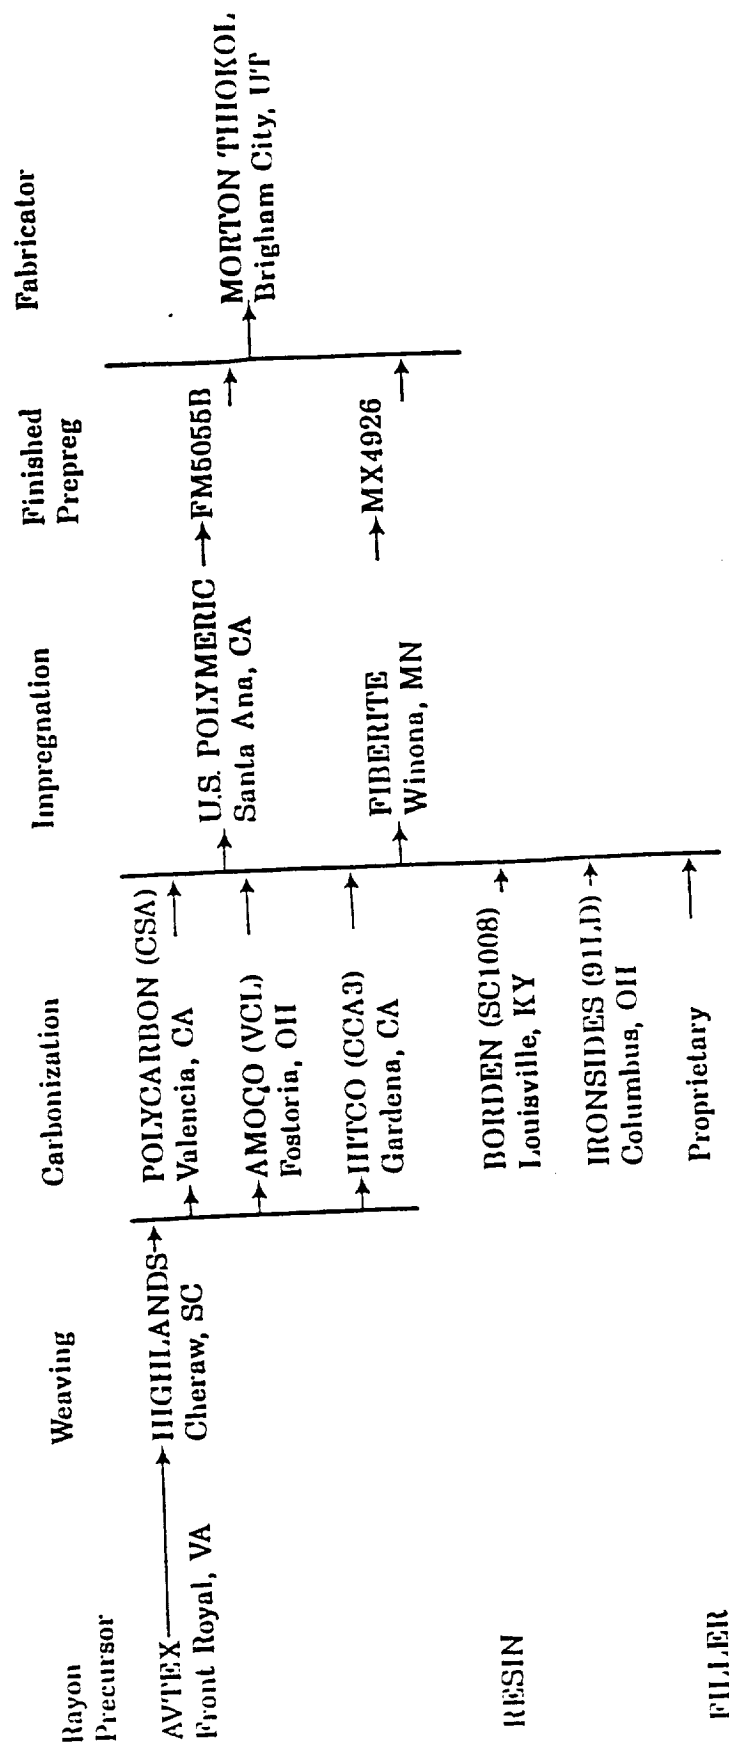 Rayon
Precursor
Weaving
Carbonization
Impregnation
Finished
Prepreg
Fabricator
AVTEX
Front Royal, VA
HIGHLANDS
Cheraw, SC
POLYCARBON (CSA)
Valencia, CA
AMOCO (VCL)
Fostoria, OH
HITCO (CCA3)
Gardena, CA
U.S. POLYMERIC
Santa Ana, CA
FM5055B
FIBERITE
Winona, MN
MX4926
MORTON THIOKOL
Brigham City, UT
RESIN
BORDEN (SC1008)
Louisville, KY
IRONSIDES (91LD)
Columbus, OH
FILLER
Proprietary